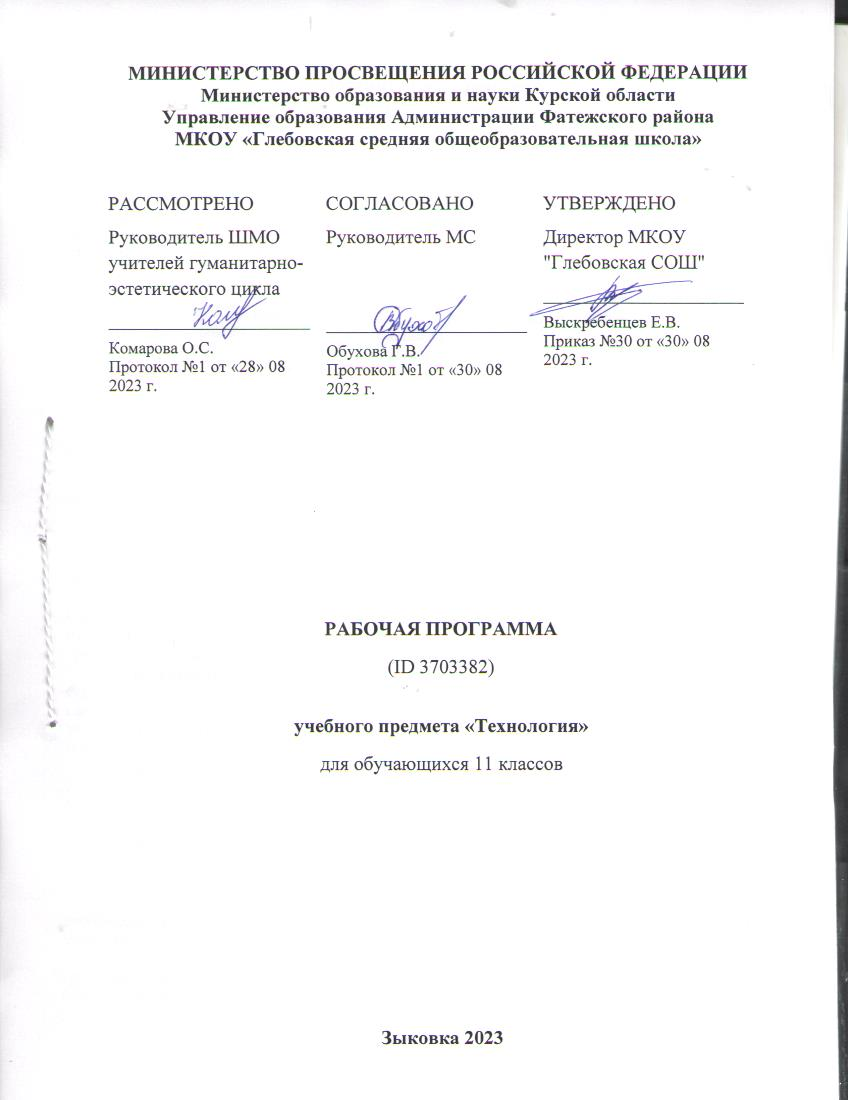 МИНИСТЕРСТВО ПРОСВЕЩЕНИЯ РОССИЙСКОЙ ФЕДЕРАЦИИ
Министерство образования и науки Курской области
Управление образования Администрации Фатежского района
МКОУ «Глебовская средняя общеобразовательная школа»
РАССМОТРЕНО
Руководитель ШМО
учителей гуманитарно-
эстетического цикла
Комарова О.С.
Протокол №1 от «28» 08
2023 г.
СОГЛАСОВАНО
Руководитель МС
Обухова Г.В.
Протокол №1 от «30» 08
2023 г.
УТВЕРЖДЕНО
Директор МКОУ
"Глебовская СОШ"
Выскребенцев Е.В.
Приказ №30 от «30» 08
2023 г.
РАБОЧАЯ ПРОГРАММА
(ID 3703382)
учебного предмета «Технология»
для обучающихся 11 классов
Зыковка 2023